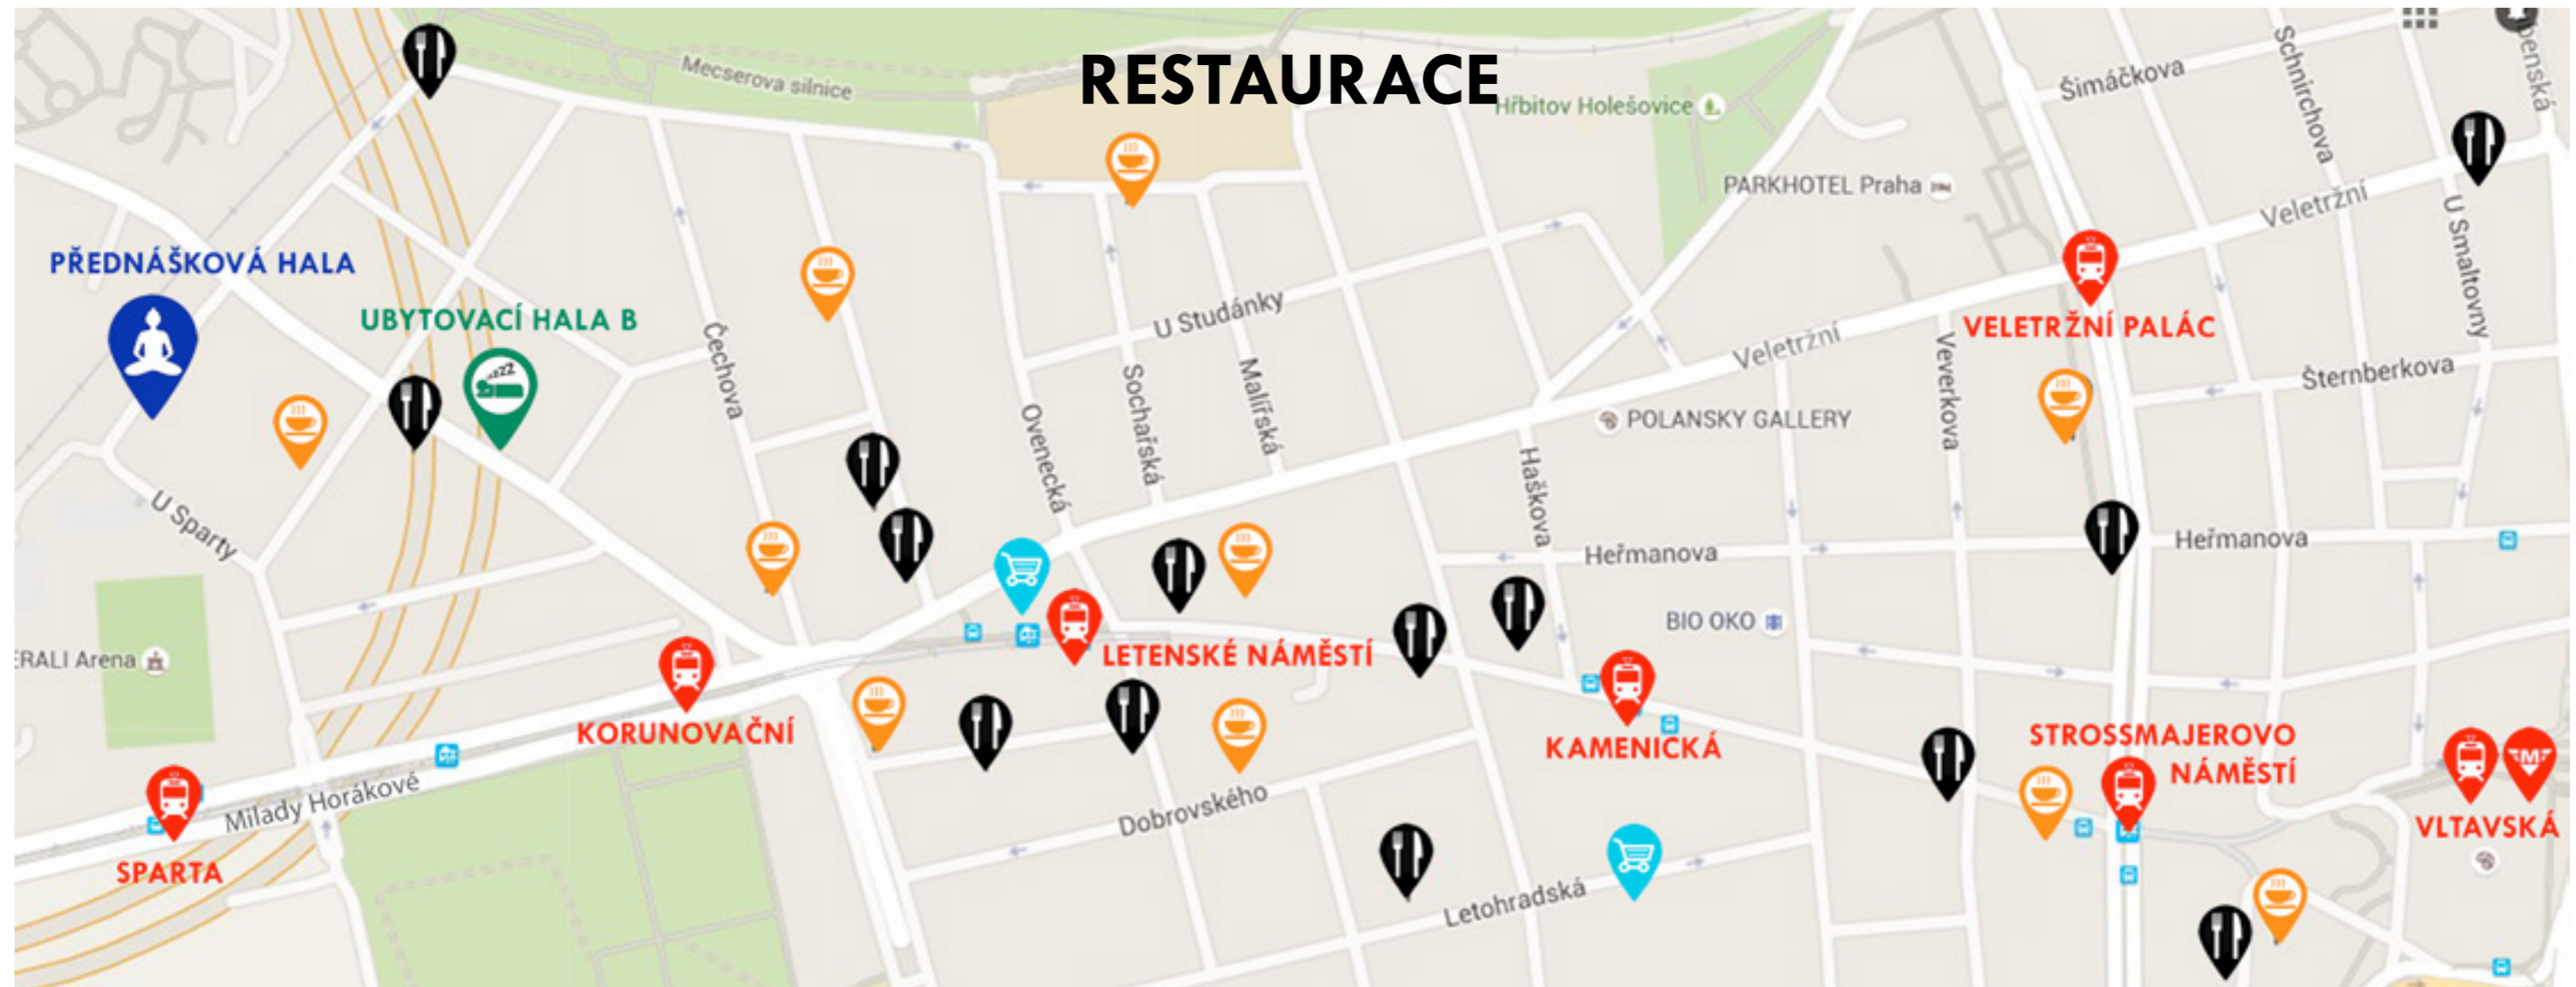 RESTAURACE
Mecserova silnice
Hřbitov Holešovice
Šimáčkova
Schnirchova
PARKHOTEL Praha
Veletržní
U Smaltovny
PŘEDNÁŠKOVÁ HALA
UBYTOVACÍ HALA B
zzZ
Čechova
U Studánky
Sochařská
Malířská
Ovenecká
Veletržní
Veverkova
VELETRŽNÍ PALÁC
Šternberkova
POLANSKY GALLERY
Haškova
U Sparty
Heřmanova
Heřmanova
BIO OKO
ERALI Arena
LETENSKÉ NÁMĚSTÍ
KORUNOVAČNÍ
KAMENICKÁ
STROSSMAJEROVO
NÁMĚSTÍ
M
VLTAVSKÁ
Milady Horákové
SPARTA
Dobrovského
Letohradská